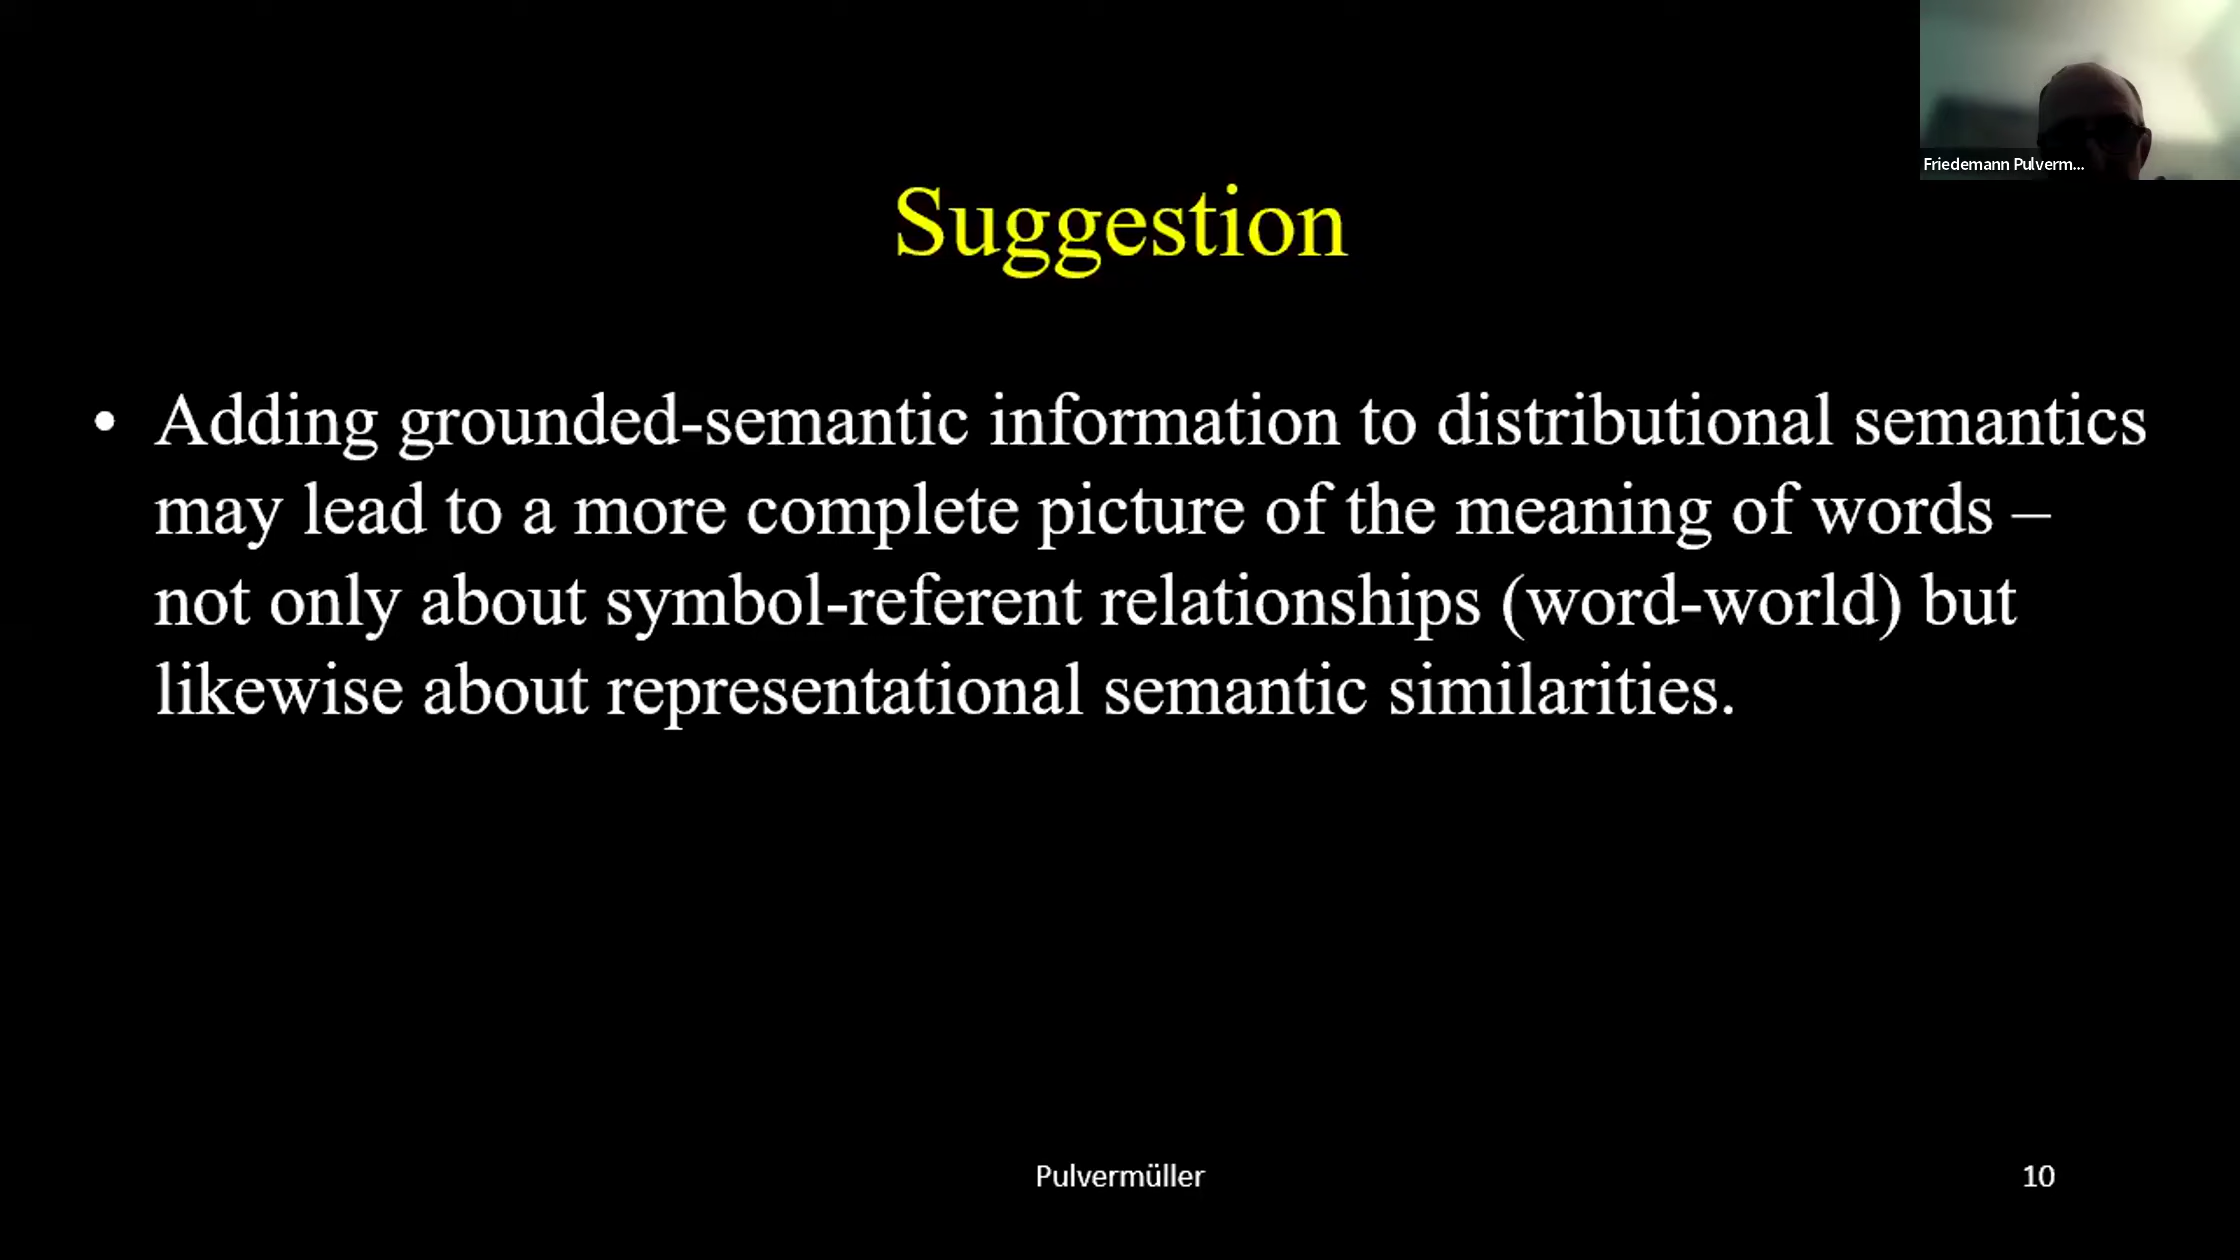 Friedemann Pulverm...
Suggestion
• Adding grounded-semantic information to distributional semantics
may lead to a more complete picture of the meaning of words –
not only about symbol-referent relationships (word-world) but
likewise about representational semantic similarities.
Pulvermüller
10